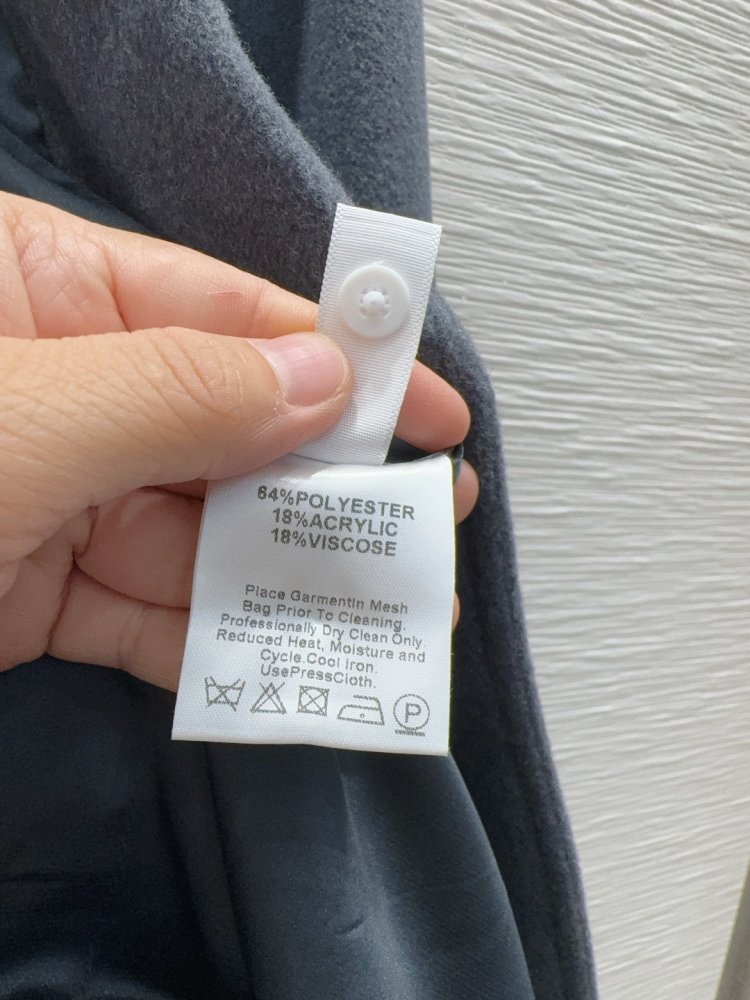 64%POLYESTER
18%ACRYLIC
18%VISCOSE
Place Garmentin Mesh
Bag Prior To Cleaning.
Professionally Dry Clean Only.
Reduced Heat, Moisture and
Cycle.Cool Iron.
UsePressCloth.
P